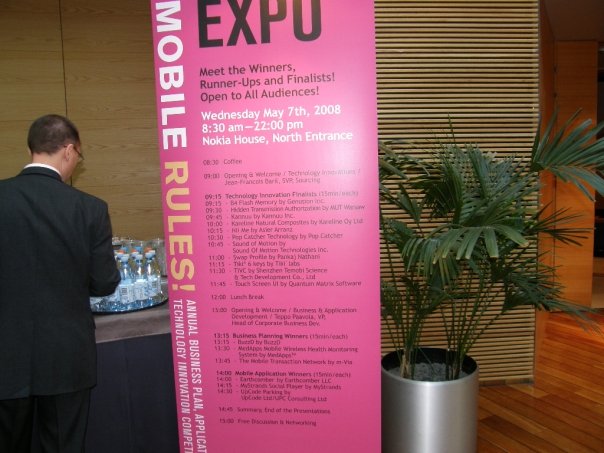 MOBILE RULES!
ANNUAL BUSINESS PLAN, APPLICAT
TECHNOLOGY INNOVATION COMPET
EXPO
Meet the Winners,
Runner-Ups and Finalists!
Open to All Audiences!
Wednesday May 7th, 2008
8:30 am—22:00 pm
Nokia House, North Entrance
08:30 Coffee
09:00 Opening & Welcome / Technology Innovations /
Jean-Francois Baril, SVP, Sourcing
09:15 Technology Innovation Finalists (15min/each)
09:15 - B4 Flash Memory by Genusion Inc.
09:30 - Hidden Transmission Authorization by MUT Warsaw
09:45 - Kannuu by Kannuu Inc.
10:00 - Kareline Natural Composites by Kareline Oy Ltd
10:15 - Hit Me by Asier Arranz
10:30 - Pop Catcher Technology by Pop Catcher
10:45 - Sound of Motion by
Sound Of Motion Technologies Inc.
11:00 - Swap Profile by Pankaj Nathani
11:15 - Tiki' 6 keys by Tiki' labs
11:30 - TIVC by Shenzhen Temobi Science
& Tech Development Co., Ltd
11:45 - Touch Screen UI by Quantum Matrix Software
12:00 Lunch Break
13:00 Opening & Welcome / Business & Application
Development / Teppo Paavola, VP,
Head of Corporate Business Dev.
13:15 Business Planning Winners (15min/each)
13:15 - BuzzD by BuzzD
13:30 - MedApps Mobile Wireless Health Monitoring
System by MedApps™
13:45 - The Mobile Transaction Network by m-Via
14:00 Mobile Application Winners (15min/each)
14:00 - Earthcomber by Earthcomber LLC
14:15 - MyStrands Social Player by MyStrands
14:30 - UpCode Parking by
UpCode Ltd/UPC Consulting Ltd
14:45 Summary, End of the Presentations
15:00 Free Discussion & Networking